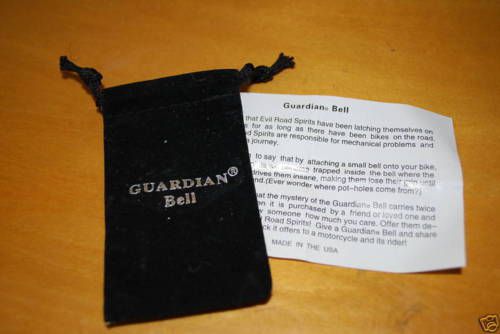 GUARDIAN®
Bell
Guardian® Bell
that Evil Road Spirits have been latching themselves on
for as long as there have been bikes on the road
Spirits are responsible for mechanical problems and
journey.
to say that by attaching a small bell onto your bike,
trapped inside the bell where the
drives them insane, making them lose their grip until
(Ever wonder where pot-holes come from?)
that the mystery of the Guardian® Bell carries twice
it is purchased by a friend or loved one and
someone how much you care. Offer them de-
Road Spirits! Give a Guardian® Bell and share
it offers to a motorcycle and its rider!
MADE IN THE USA